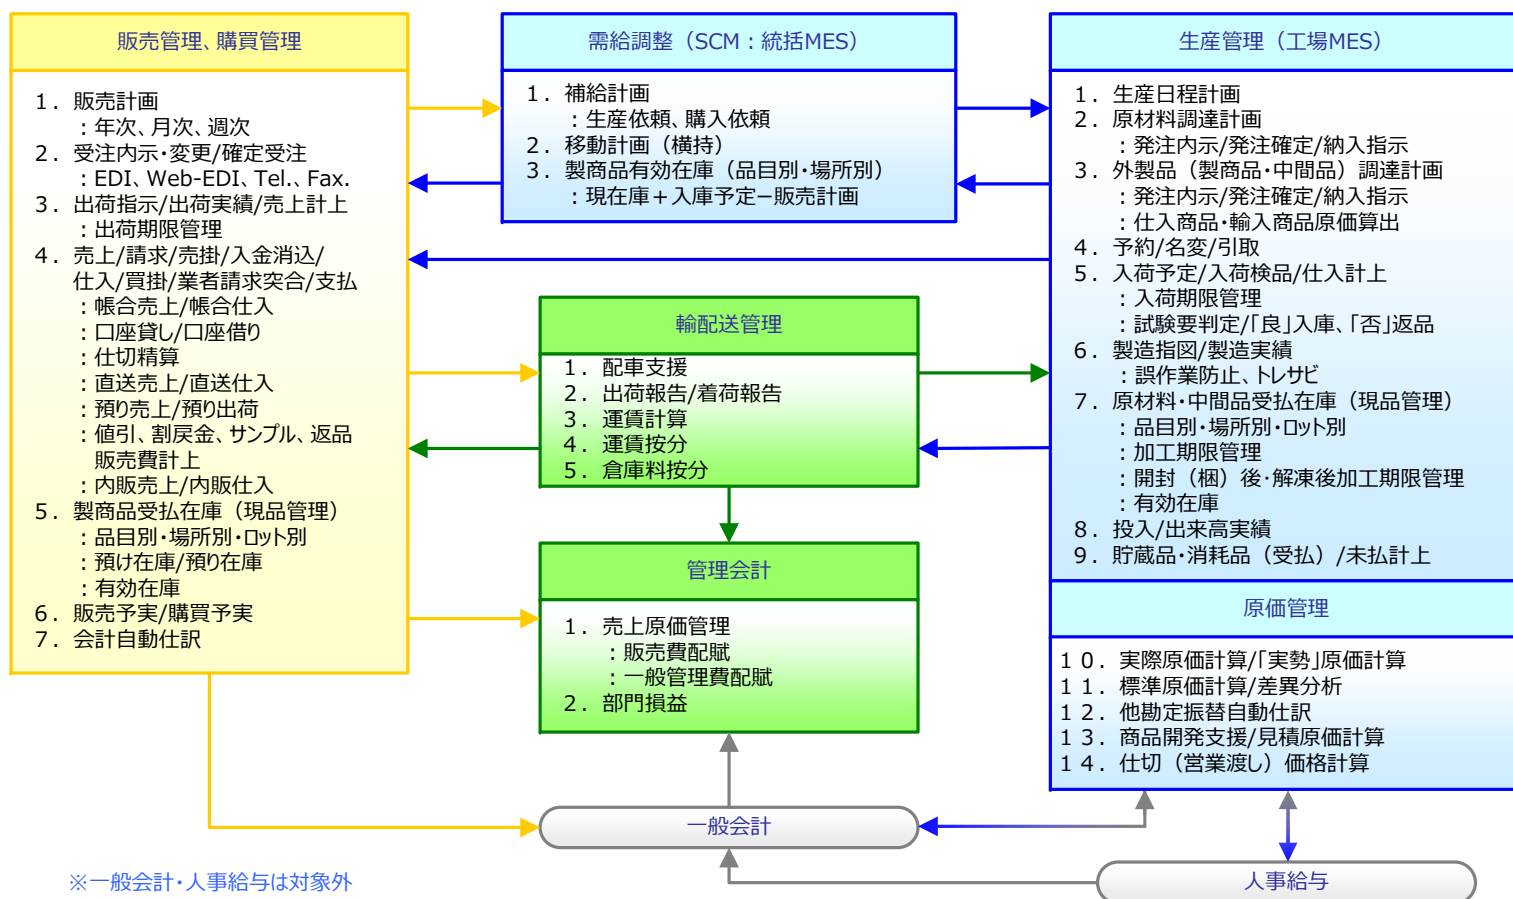 販売管理、購買管理
1．販売計画
：年次、月次、週次
2．受注内示・変更/確定受注
：EDI、Web-EDI、Tel.、Fax.
3．出荷指示/出荷実績/売上計上
：出荷期限管理
4．売上/請求/売掛/入金消込/
仕入/買掛/業者請求突合/支払
：帳合売上/帳合仕入
：口座貸し/口座借り
：仕切精算
：直送売上/直送仕入
：預り売上/預り出荷
：値引、割戻金、サンプル、返品
販売費計上
：内販売上/内販仕入
5．製商品受払在庫（現品管理）
：品目別・場所別・ロット別
：預け在庫/預り在庫
：有効在庫
6．販売予実/購買予実
7．会計自動仕訳
需給調整（SCM：統括MES）
1．補給計画
：生産依頼、購入依頼
2．移動計画（横持）
3．製商品有効在庫（品目別・場所別）
：現在庫＋入庫予定−販売計画
輸配送管理
1．配車支援
2．出荷報告/着荷報告
3．運賃計算
4．運賃按分
5．倉庫料按分
管理会計
1．売上原価管理
：販売費配賦
：一般管理費配賦
2．部門損益
生産管理（工場MES）
1．生産日程計画
2．原材料調達計画
：発注内示/発注確定/納入指示
3．外製品（製商品・中間品）調達計画
：発注内示/発注確定/納入指示
：仕入商品・輸入商品原価算出
4．予約/名変/引取
5．入荷予定/入荷検品/仕入計上
：入荷期限管理
：試験要判定/「良」入庫、「否」返品
6．製造指図/製造実績
：誤作業防止、トレサビ
7．原材料・中間品受払在庫（現品管理）
：品目別・場所別・ロット別
：加工期限管理
：開封（梱）後・解凍後加工期限管理
：有効在庫
8．投入/出来高実績
9．貯蔵品・消耗品（受払）/未払計上
原価管理
10．実際原価計算/「実勢」原価計算
11．標準原価計算/差異分析
12．他勘定振替自動仕訳
13．商品開発支援/見積原価計算
14．仕切（営業渡し）価格計算
一般会計
人事給与
※一般会計・人事給与は対象外